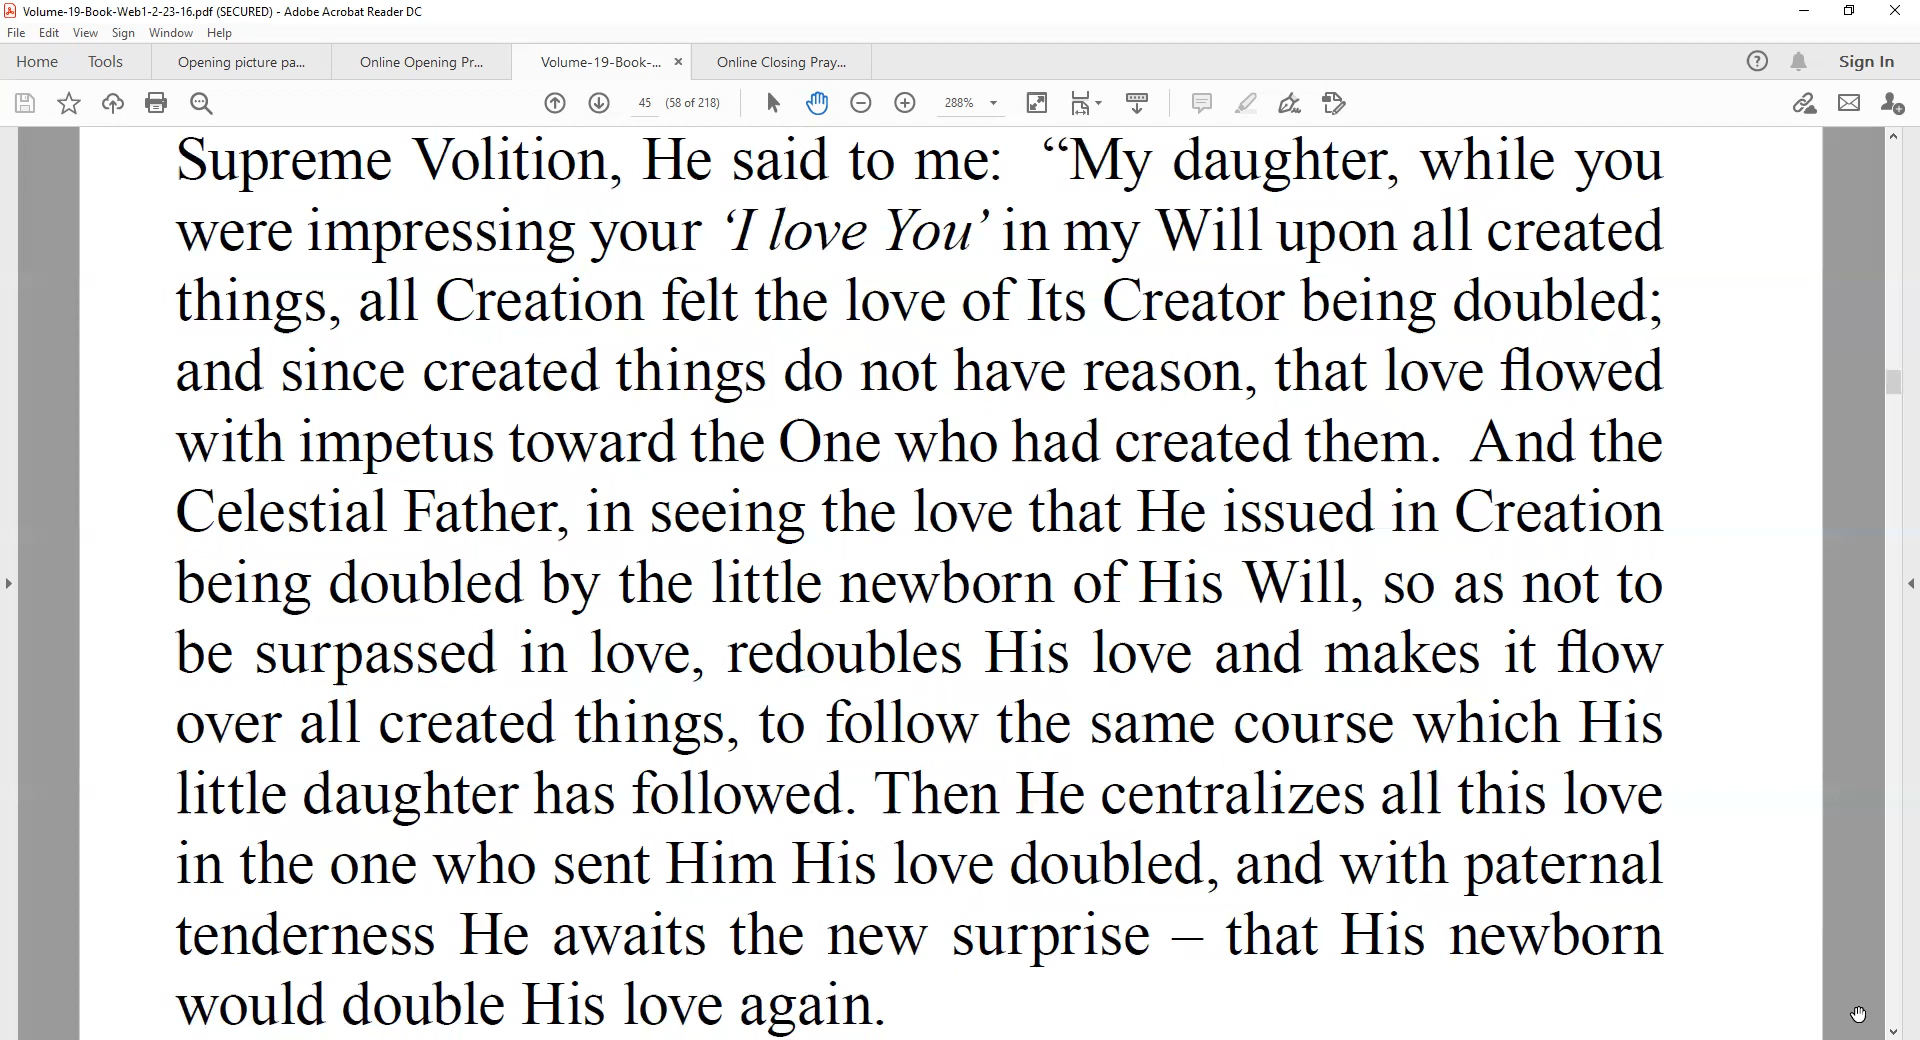 Volume-19-Book-Web1-2-23-16.pdf (SECURED) - Adobe Acrobat Reader DC
File Edit View Sign Window Help
Home Tools Opening picture pa... Online Opening Pr... Volume-19-Book-... × Online Closing Pray... Sign In
45 (58 of 218) 288%
Supreme Volition, He said to me: “My daughter, while you
were impressing your ‘I love You’ in my Will upon all created
things, all Creation felt the love of Its Creator being doubled;
and since created things do not have reason, that love flowed
with impetus toward the One who had created them. And the
Celestial Father, in seeing the love that He issued in Creation
being doubled by the little newborn of His Will, so as not to
be surpassed in love, redoubles His love and makes it flow
over all created things, to follow the same course which His
little daughter has followed. Then He centralizes all this love
in the one who sent Him His love doubled, and with paternal
tenderness He awaits the new surprise – that His newborn
would double His love again.